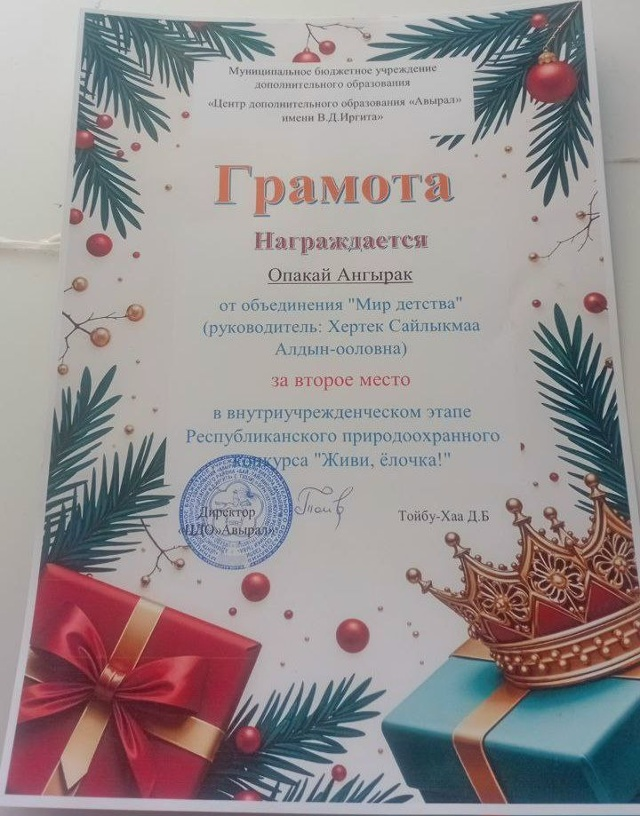 Муниципальное бюджетное учреждение
дополнительного образования
«Центр дополнительного образования «Авырал»
имени В.Д.Иргита»
Грамота
Награждается
Опакай Ангырак
от объединения "Мир детства"
(руководитель: Хертек Сайлыкмаа
Алдын-ооловна)
за второе место
в внутриучрежденческом этапе
Республиканского природоохранного
конкурса "Живи, ёлочка!"
Директор
«ЦДО»Авырал»
Тойбу-Хаа Д.Б